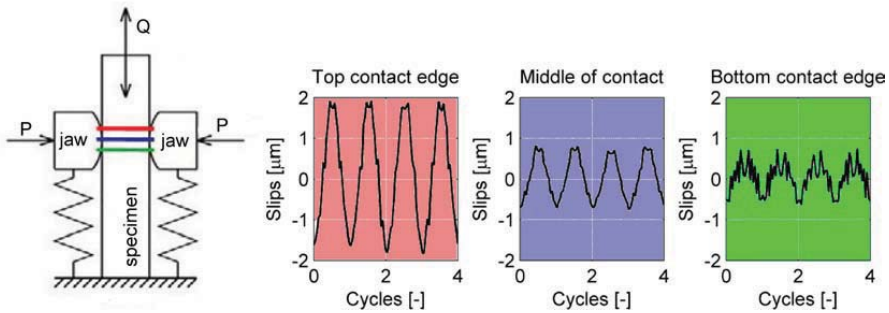 Q
P
jaw
jaw
P
specimen
Top contact edge
Slips [μm]
2
1
0
-1
-2
0
2
4
Cycles [-]
Middle of contact
Slips [μm]
2
1
0
-1
-2
0
2
4
Cycles [-]
Bottom contact edge
Slips [μm]
2
1
0
-1
-2
0
2
4
Cycles [-]